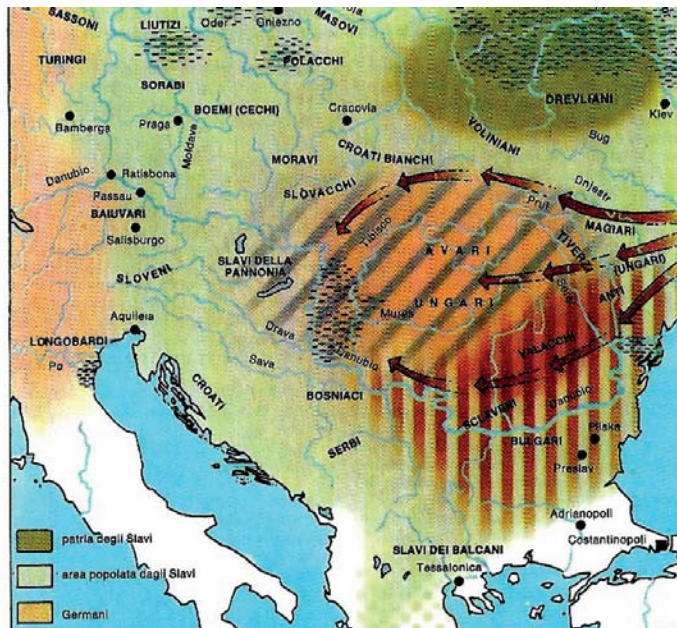 SASSONI
LIUTIZI
Oder
Gniezno
MASOVI
TURINGI
POLACCHI
SORABI
DREVLIANI
BOEMI (CECHI)
Cracovia
Kiev
Bamberga
Praga
Moldava
VOLINIANI
Bug
MORAVI
CROATI BIANCHI
Danubio
Ratisbona
SLOVACCHI
Dnjestr
Passau
Prut
MAGIARI
BAIUVARI
Tibisco
TIVERZI
Salisburgo
SLAVI DELLA
PANNONIA
AVARI
(UNGARI)
SLOVENI
ANTI
UNGARI
Mureş
Aquileia
Drava
LONGOBARDI
VALACCHI
Po
Sava
Danubio
CROATI
BOSNIACI
SCLAVENI
Danubio
SERBI
BULGARI
Pliska
Preslav
Adrianopoli
patria degli Slavi
SLAVI DEI BALCANI
Costantinopoli
Tessalonica
area popolata dagli Slavi
Germani